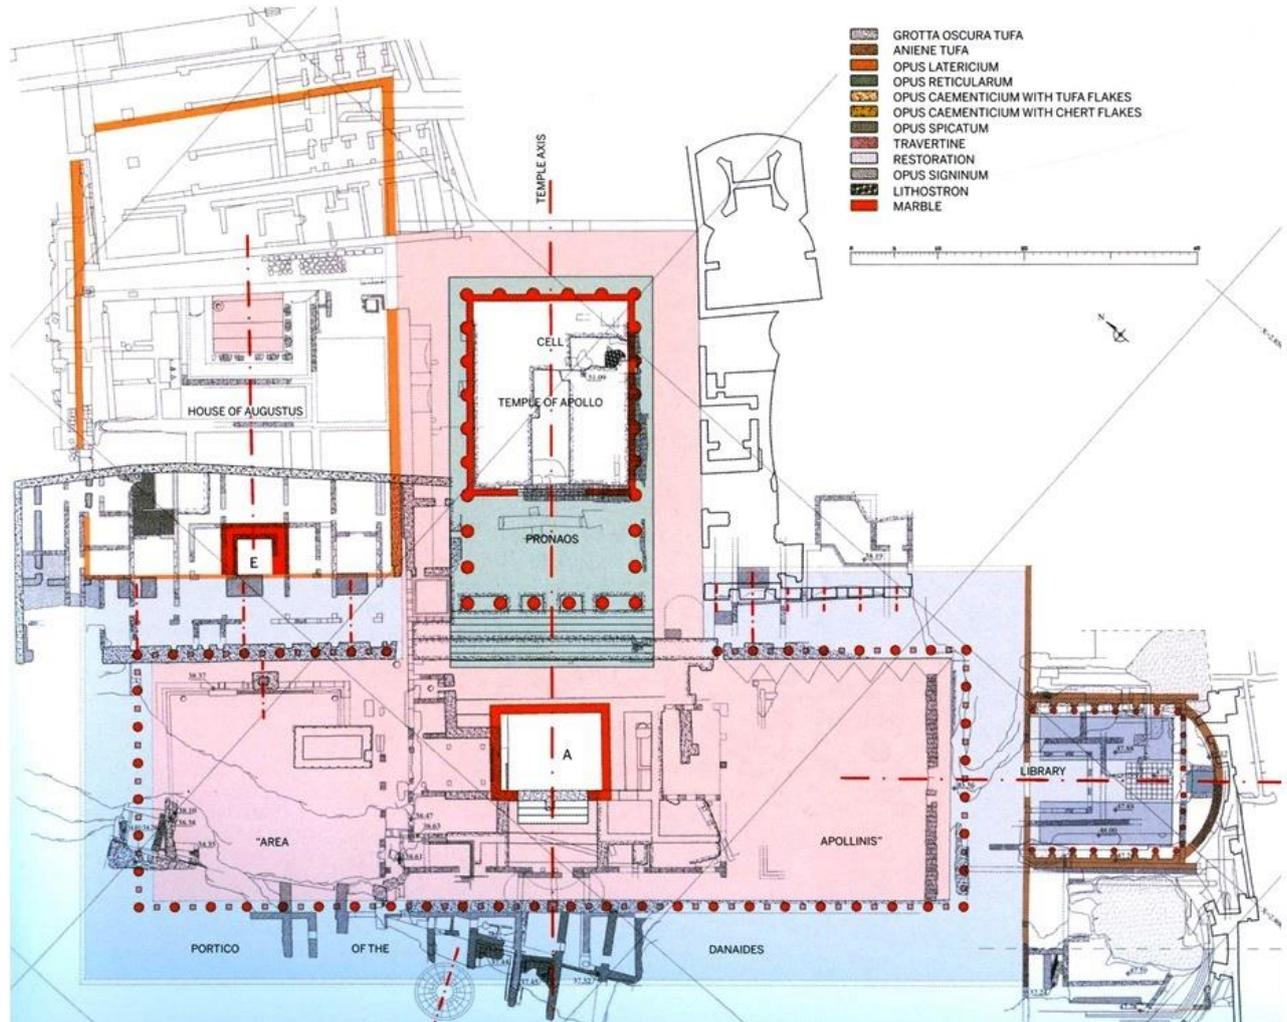 GROTTA OSCURA TUFA
ANIENE TUFA
OPUS LATERICIUM
OPUS RETICULARUM
OPUS CAEMENTICIUM WITH TUFA FLAKES
OPUS CAEMENTICIUM WITH CHERT FLAKES
OPUS SPICATUM
TRAVERTINE
RESTORATION
OPUS SIGNINUM
LITHOSTRON
MARBLE
TEMPLE AXIS
N
CELL
TEMPLE OF APOLLO
HOUSE OF AUGUSTUS
PRONAOS
E
A
LIBRARY
"AREA
APOLLINIS"
PORTICO
OF THE
DANAIDES